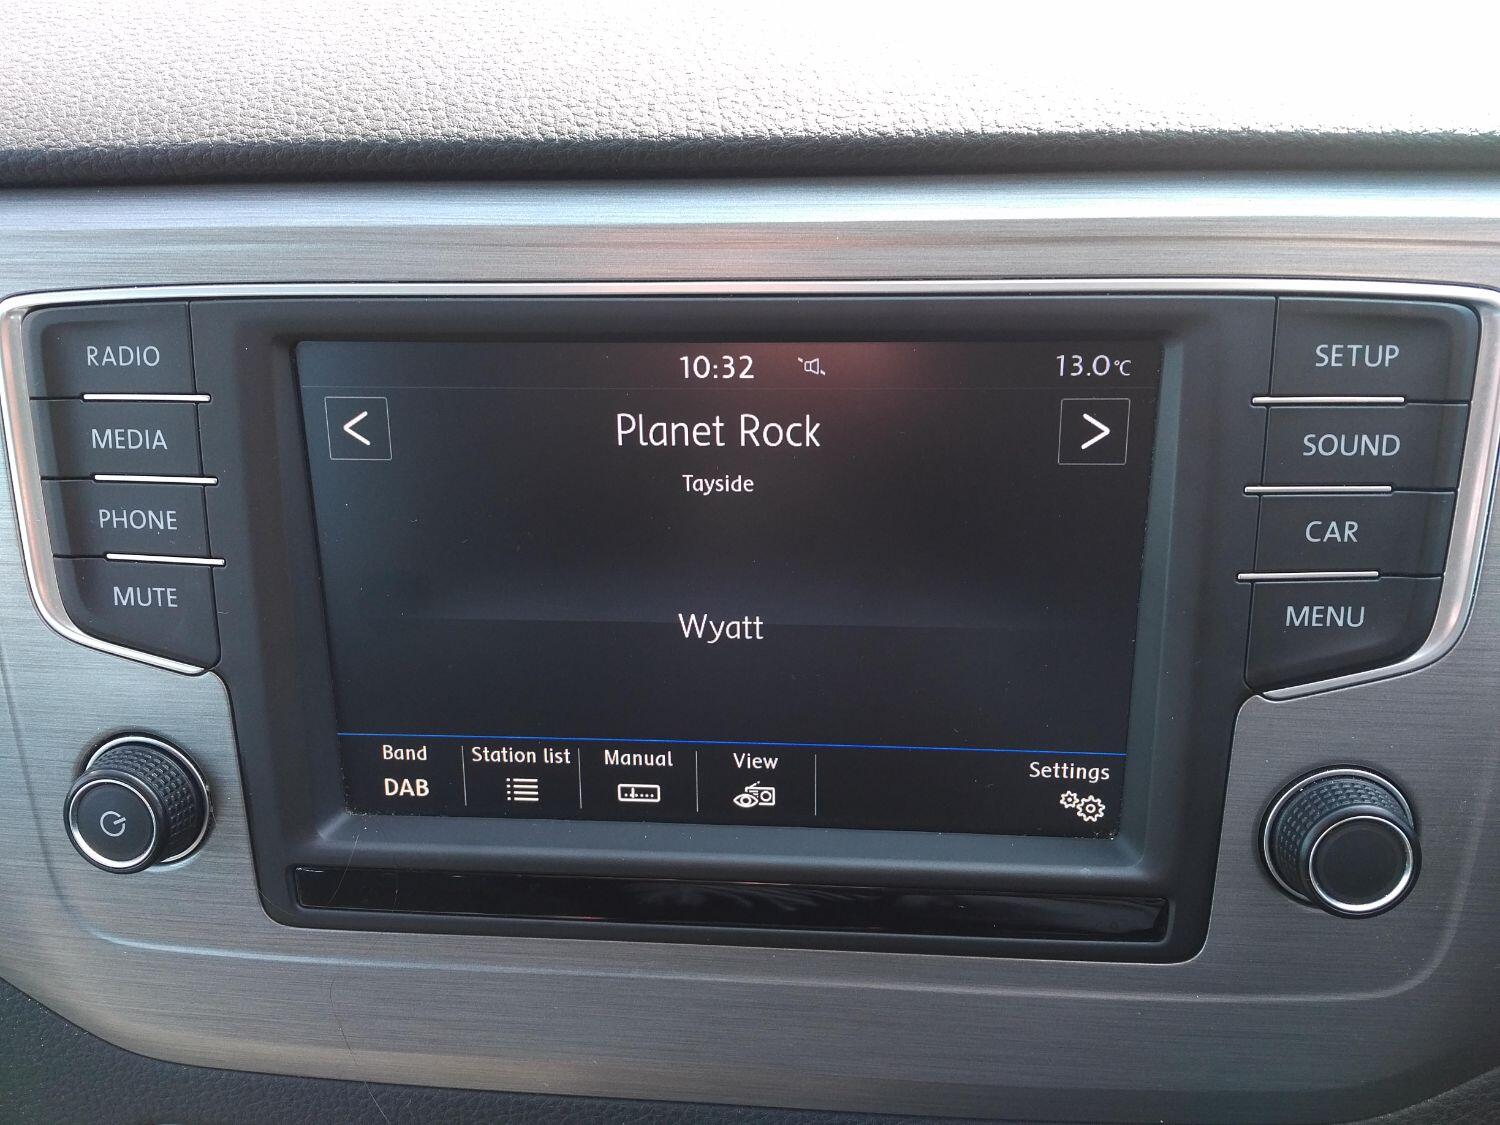 RADIO
MEDIA
PHONE
MUTE
10:32
13.0°C
<
Planet Rock
>
Tayside
Wyatt
Band
DAB
Station list
Manual
View
Settings
SETUP
SOUND
CAR
MENU